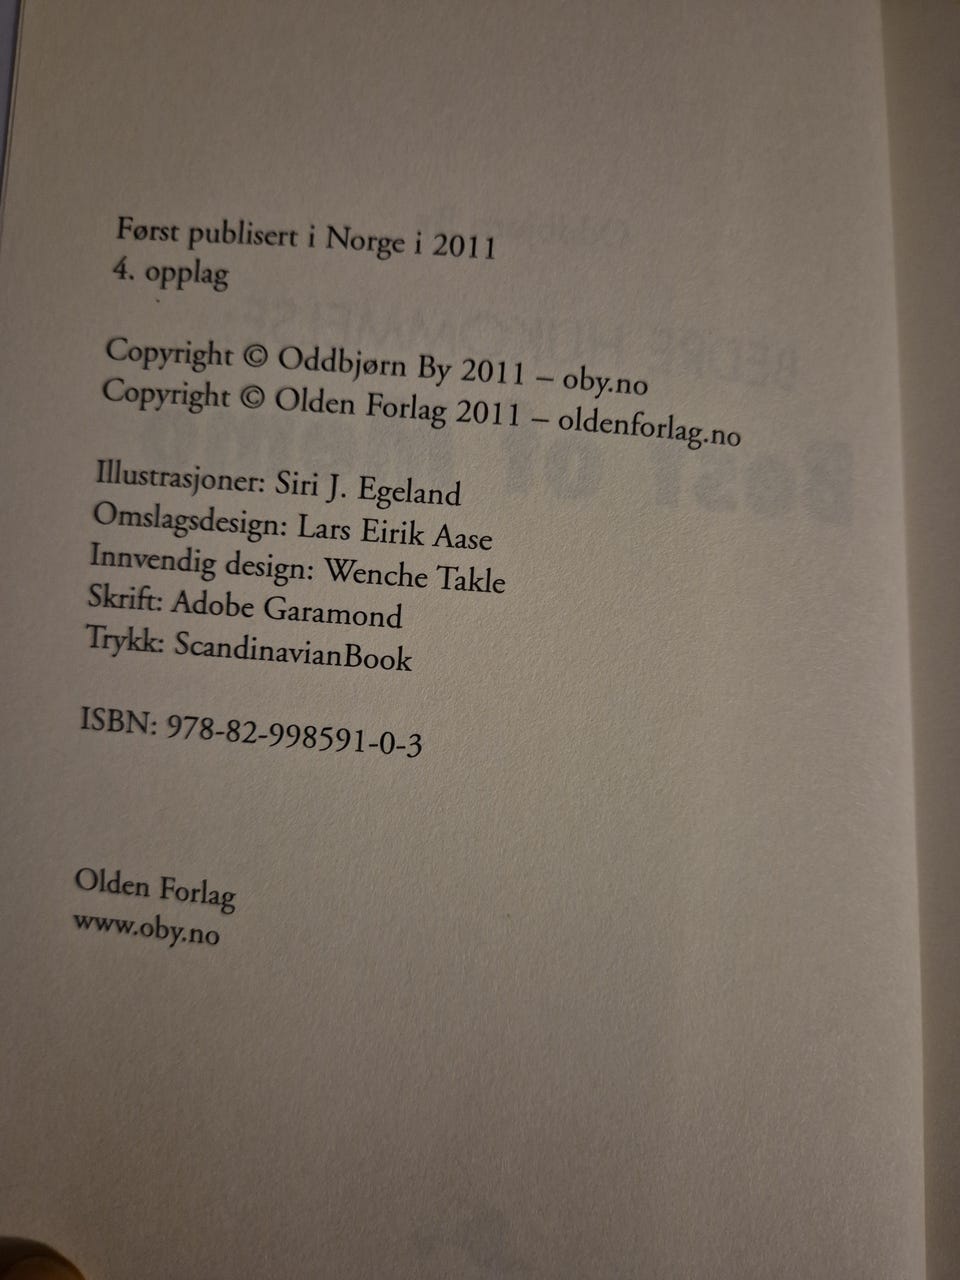 Først publisert i Norge i 2011
4. opplag
Copyright © Oddbjørn By 2011 – oby.no
Copyright © Olden Forlag 2011 – oldenforlag.no
Illustrasjoner: Siri J. Egeland
Omslagsdesign: Lars Eirik Aase
Innvendig design: Wenche Takle
Skrift: Adobe Garamond
Trykk: ScandinavianBook
ISBN: 978-82-998591-0-3
Olden Forlag
www.oby.no